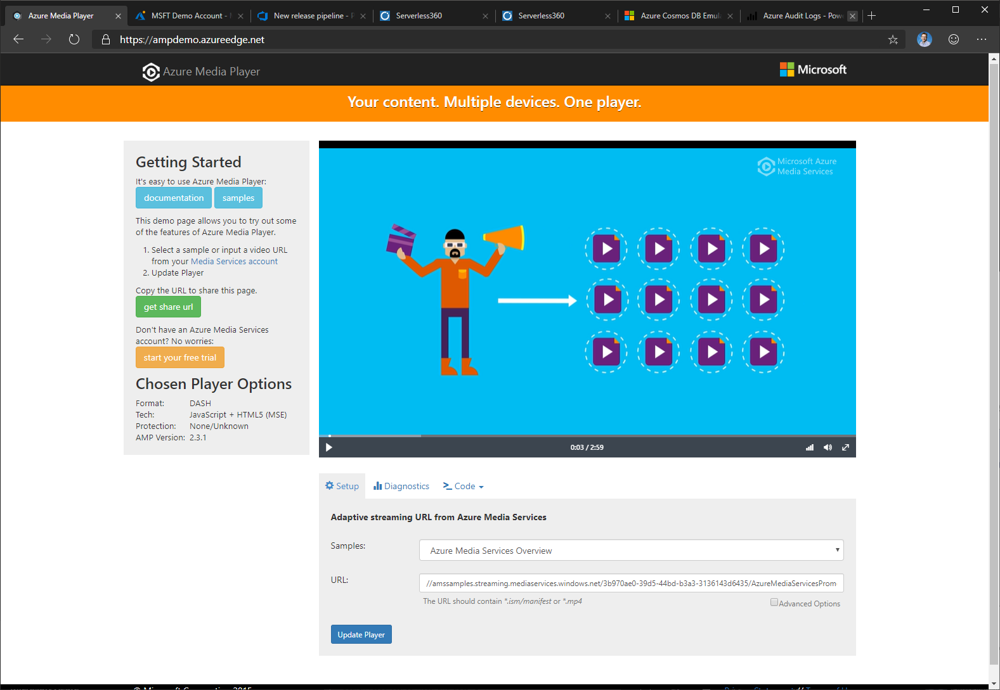 Azure Media Player
MSFT Demo Account -
New release pipeline -
Serverless360
Serverless360
Azure Cosmos DB Emul
Azure Audit Logs - Pow
https://ampdemo.azureedge.net
Azure Media Player
Microsoft
Your content. Multiple devices. One player.
Getting Started
It's easy to use Azure Media Player:
documentation
samples
This demo page allows you to try out some
of the features of Azure Media Player.
1. Select a sample or input a video URL
from your Media Services account
2. Update Player
Copy the URL to share this page.
get share url
Don't have an Azure Media Services
account? No worries:
start your free trial
Chosen Player Options
Format: DASH
Tech: JavaScript + HTML5 (MSE)
Protection: None/Unknown
AMP Version: 2.3.1
Microsoft Azure
Media Services
0:03 / 2:59
Setup
Diagnostics
Code
Adaptive streaming URL from Azure Media Services
Samples:
Azure Media Services Overview
URL:
//amssamples.streaming.mediaservices.windows.net/3b970ae0-39d5-44bd-b3a3-3136143d6435/AzureMediaServicesProm
The URL should contain *.ism/manifest or *.mp4
Advanced Options
Update Player